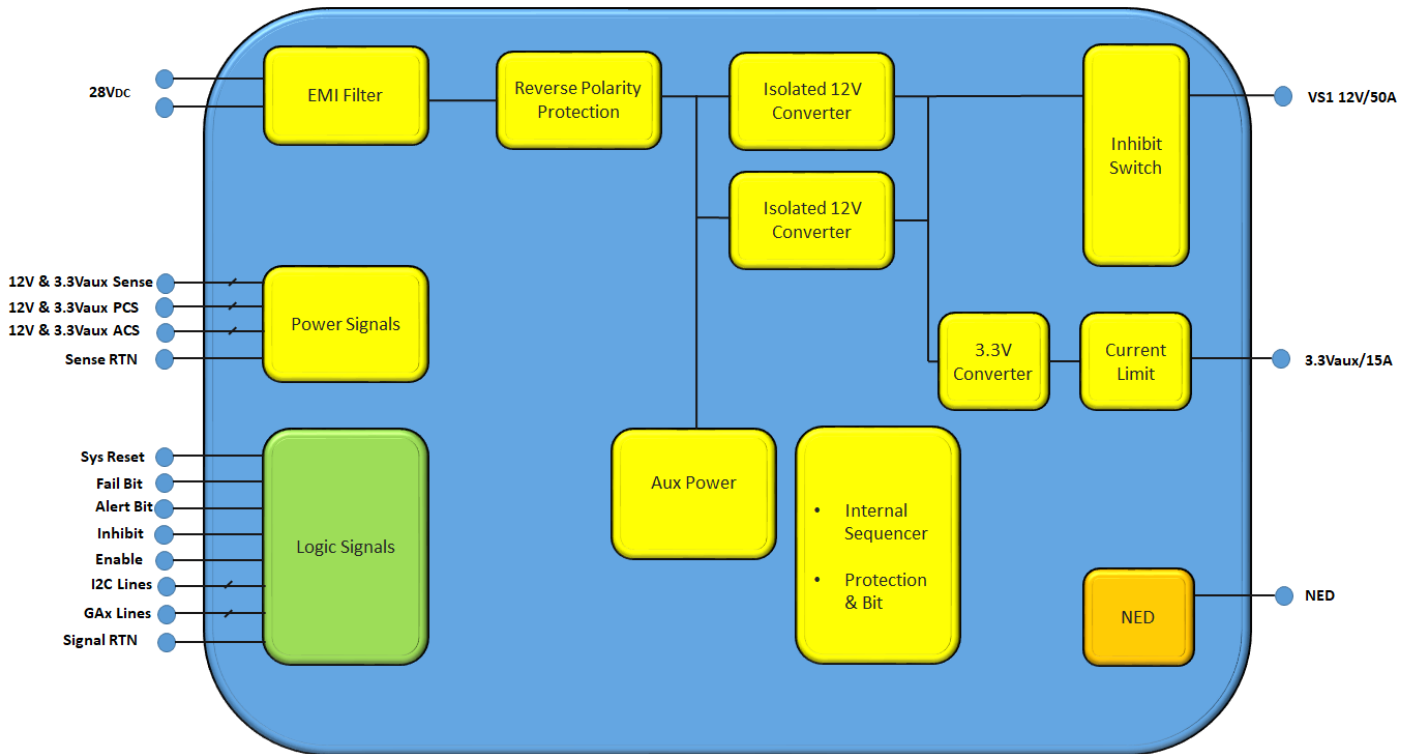 28VDC
EMI Filter
Reverse Polarity
Protection
Isolated 12V
Converter
Isolated 12V
Converter
Inhibit
Switch
VS1 12V/50A
12V & 3.3Vaux Sense
12V & 3.3Vaux PCS
12V & 3.3Vaux ACS
Sense RTN
Power Signals
3.3V
Converter
Current
Limit
3.3Vaux/15A
Sys Reset
Fail Bit
Alert Bit
Inhibit
Enable
I2C Lines
GAx Lines
Signal RTN
Logic Signals
Aux Power
• Internal
Sequencer
• Protection
& Bit
NED
NED